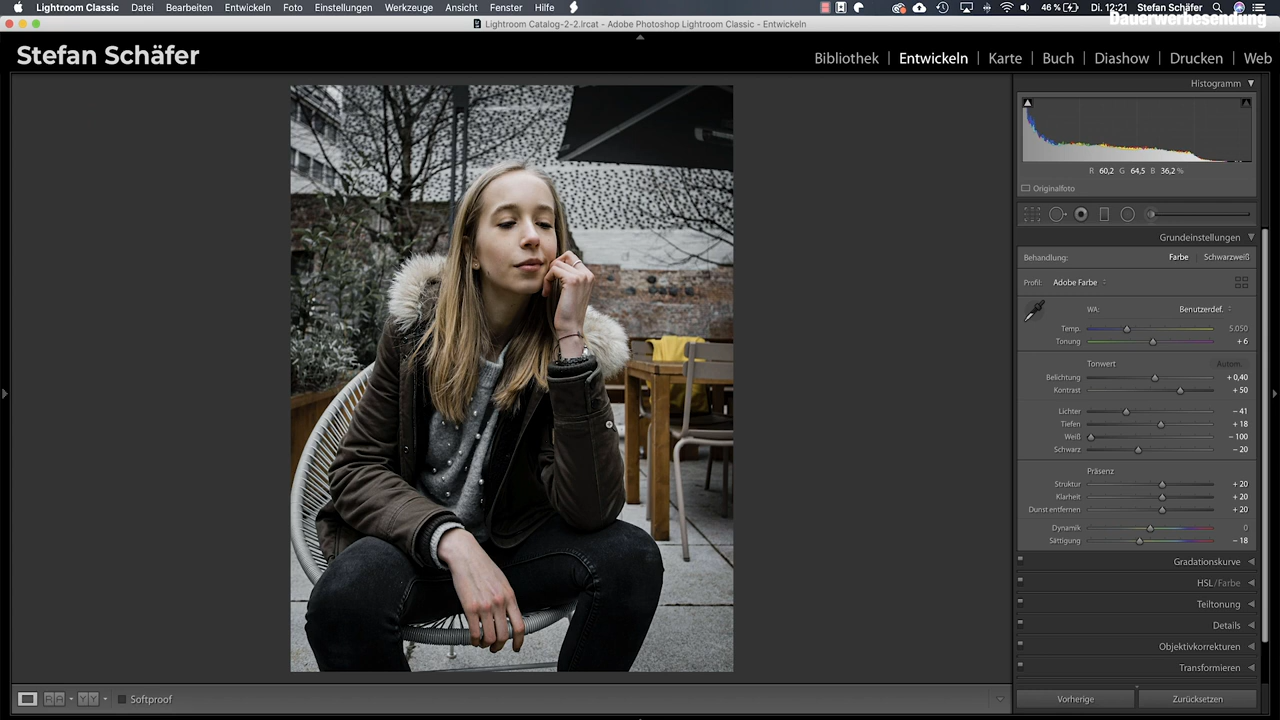 Lightroom Classic Datei Bearbeiten Entwickeln Foto Einstellungen Werkzeuge Ansicht Fenster Hilfe 46 % Di. 12:21 Stefan Schäfer
Dauerwerbesendung
Lightroom Catalog-2-2.lrcat - Adobe Photoshop Lightroom Classic - Entwickeln
Stefan Schäfer
Bibliothek | Entwickeln | Karte | Buch | Diashow | Drucken | Web
Histogramm
R 60,2 G 64,5 B 36,2 %
Originalfoto
Grundeinstellungen
Behandlung: Farbe Schwarzweiß
Profil: Adobe Farbe
WA: Benutzerdef.
Temp. 5.050
Tonung + 6
Tonwert Autom.
Belichtung + 0,40
Kontrast + 50
Lichter − 41
Tiefen + 18
Weiß − 100
Schwarz − 20
Präsenz
Struktur + 20
Klarheit + 20
Dunst entfernen + 20
Dynamik 0
Sättigung − 18
Gradationskurve
HSL / Farbe
Teiltonung
Details
Objektivkorrekturen
Transformieren
R A Y Y Softproof
Vorherige Zurücksetzen